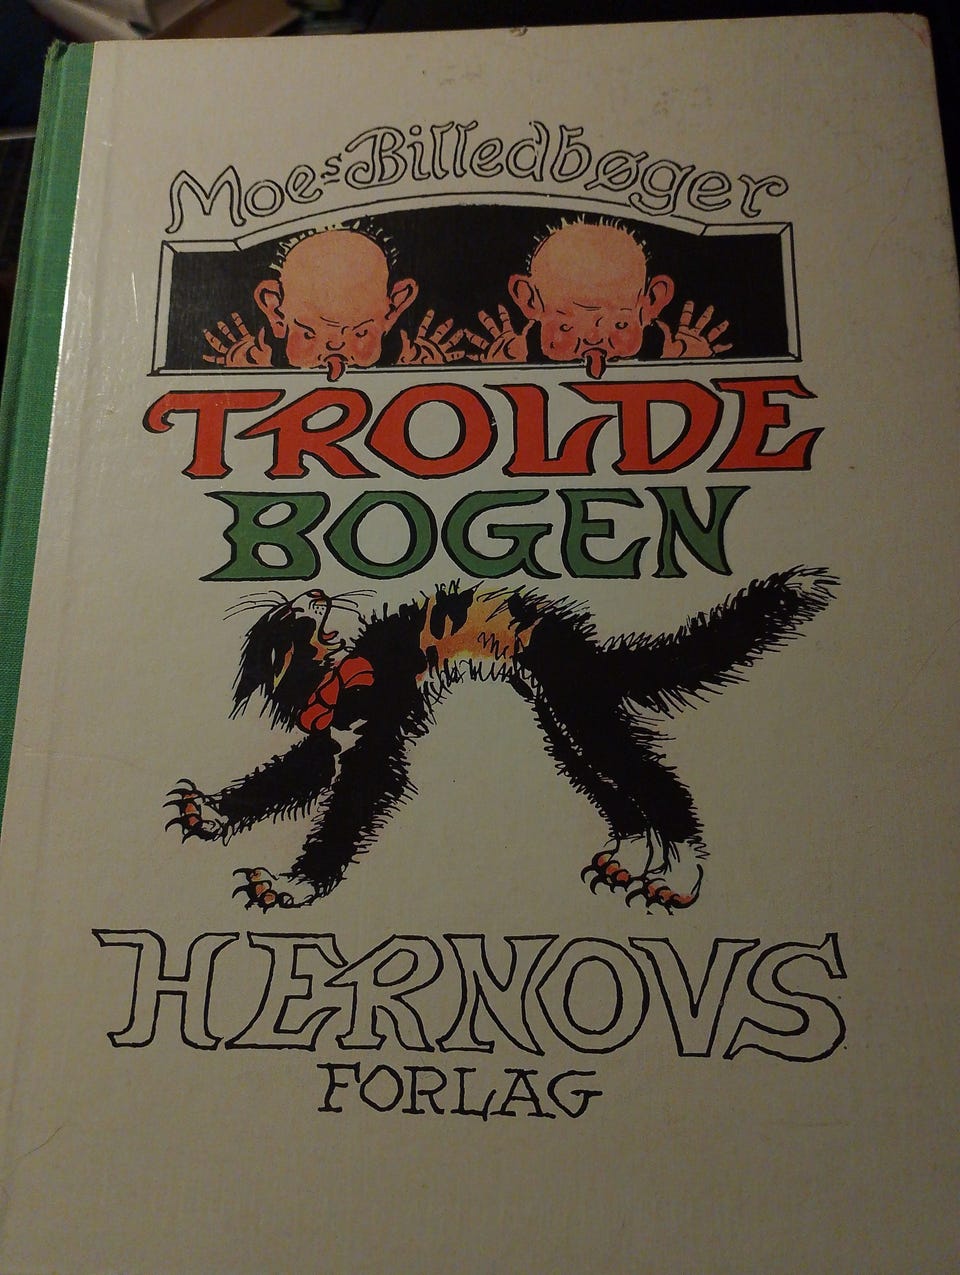 Moe=s Billedbøger
TROLDE
BOGEN
HERNOVS
FORLAG